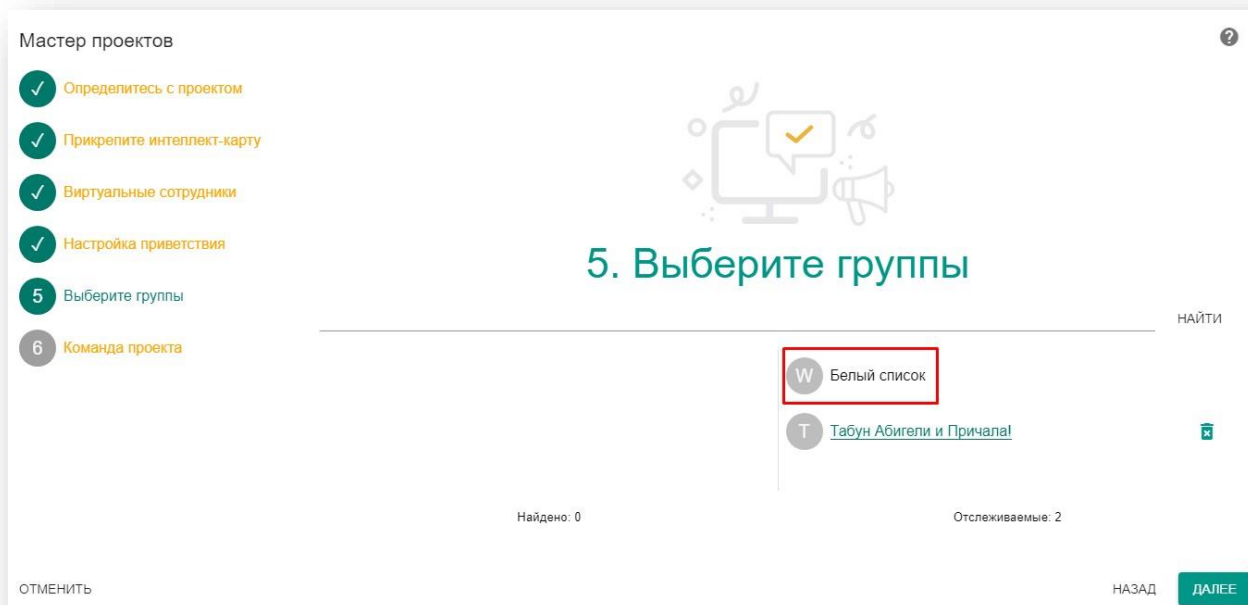 Мастер проектов
Определитесь с проектом
Прикрепите интеллект-карту
Виртуальные сотрудники
Настройка приветствия
5 Выберите группы
6 Команда проекта
5. Выберите группы
НАЙТИ
W Белый список
T Табун Абигели и Причала!
Найдено: 0
Отслеживаемые: 2
ОТМЕНИТЬ
НАЗАД
ДАЛЕЕ